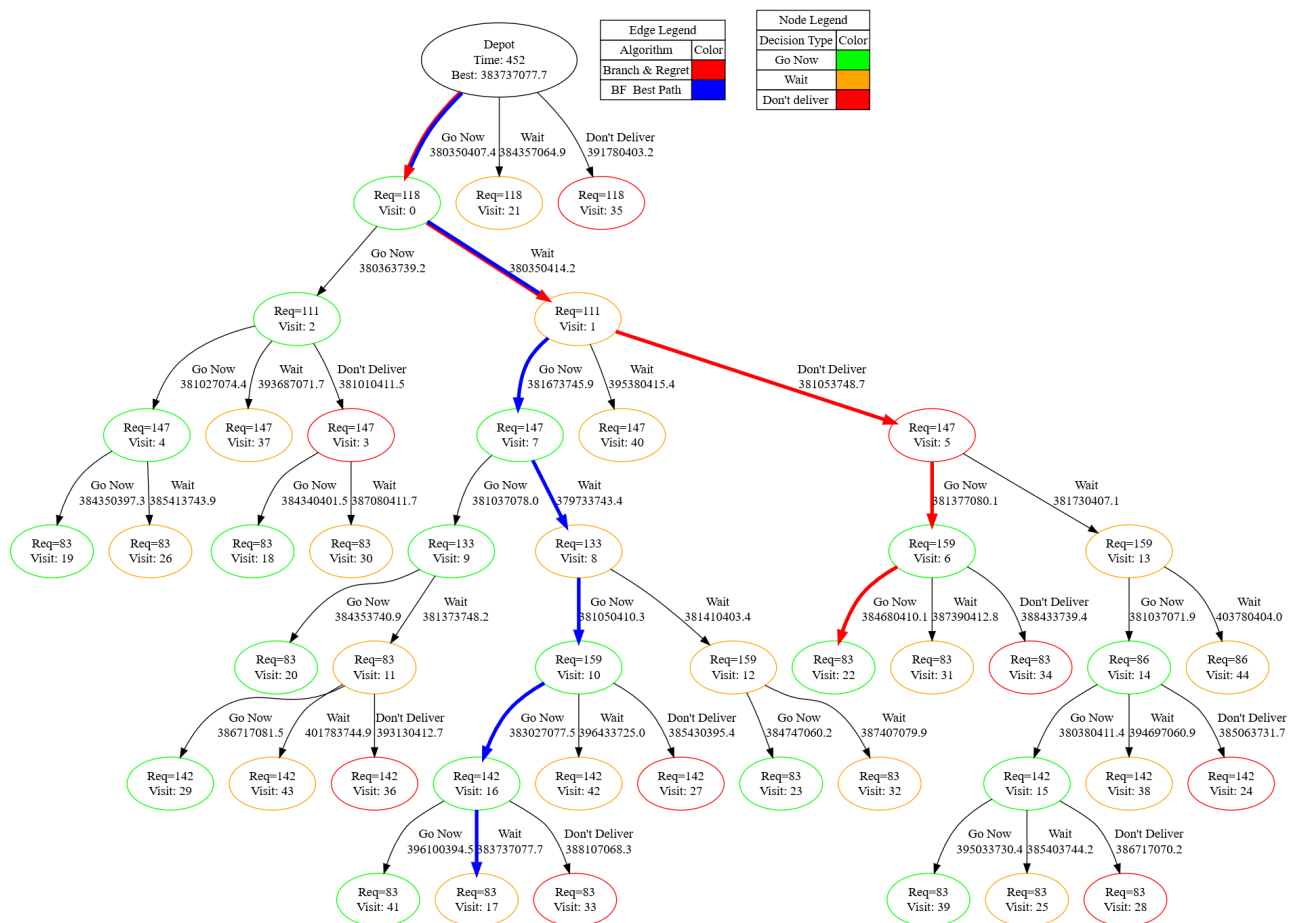 Depot
Time: 452
Best: 383737077.7
Edge Legend
Algorithm Color
Branch & Regret
BF Best Path
Node Legend
Decision Type Color
Go Now
Wait
Don't deliver
Go Now
380350407.4
Wait
384357064.9
Don't Deliver
391780403.2
Req=118
Visit: 0
Req=118
Visit: 21
Req=118
Visit: 35
Go Now
380363739.2
Wait
380350414.2
Req=111
Visit: 2
Req=111
Visit: 1
Go Now
381027074.4
Wait
393687071.7
Don't Deliver
381010411.5
Go Now
381673745.9
Wait
395380415.4
Don't Deliver
381053748.7
Req=147
Visit: 4
Req=147
Visit: 37
Req=147
Visit: 3
Req=147
Visit: 7
Req=147
Visit: 40
Req=147
Visit: 5
Go Now
384350397.3
Wait
385413743.9
Go Now
384340401.5
Wait
387080411.7
Go Now
381037078.0
Wait
379733743.4
Go Now
381377080.1
Wait
381730407.1
Req=83
Visit: 19
Req=83
Visit: 26
Req=83
Visit: 18
Req=83
Visit: 30
Req=133
Visit: 9
Req=133
Visit: 8
Req=159
Visit: 6
Req=159
Visit: 13
Go Now
384353740.9
Wait
381373748.2
Go Now
381050410.3
Wait
381410403.4
Go Now
384680410.1
Wait
387390412.8
Don't Deliver
388433739.4
Go Now
381037071.9
Wait
403780404.0
Req=83
Visit: 20
Req=83
Visit: 11
Req=159
Visit: 10
Req=159
Visit: 12
Req=83
Visit: 22
Req=83
Visit: 31
Req=83
Visit: 34
Req=86
Visit: 14
Req=86
Visit: 44
Go Now
386717081.5
Wait
401783744.9
Don't Deliver
393130412.7
Go Now
383027077.5
Wait
396433725.0
Don't Deliver
385430395.4
Go Now
384747060.2
Wait
387407079.9
Go Now
380380411.4
Wait
394697060.9
Don't Deliver
385063731.7
Req=142
Visit: 29
Req=142
Visit: 43
Req=142
Visit: 36
Req=142
Visit: 16
Req=142
Visit: 42
Req=142
Visit: 27
Req=83
Visit: 23
Req=83
Visit: 32
Req=142
Visit: 15
Req=142
Visit: 38
Req=142
Visit: 24
Go Now
396100394.5
Wait
383737077.7
Don't Deliver
388107068.3
Go Now
395033730.4
Wait
385403744.2
Don't Deliver
386717070.2
Req=83
Visit: 41
Req=83
Visit: 17
Req=83
Visit: 33
Req=83
Visit: 39
Req=83
Visit: 25
Req=83
Visit: 28